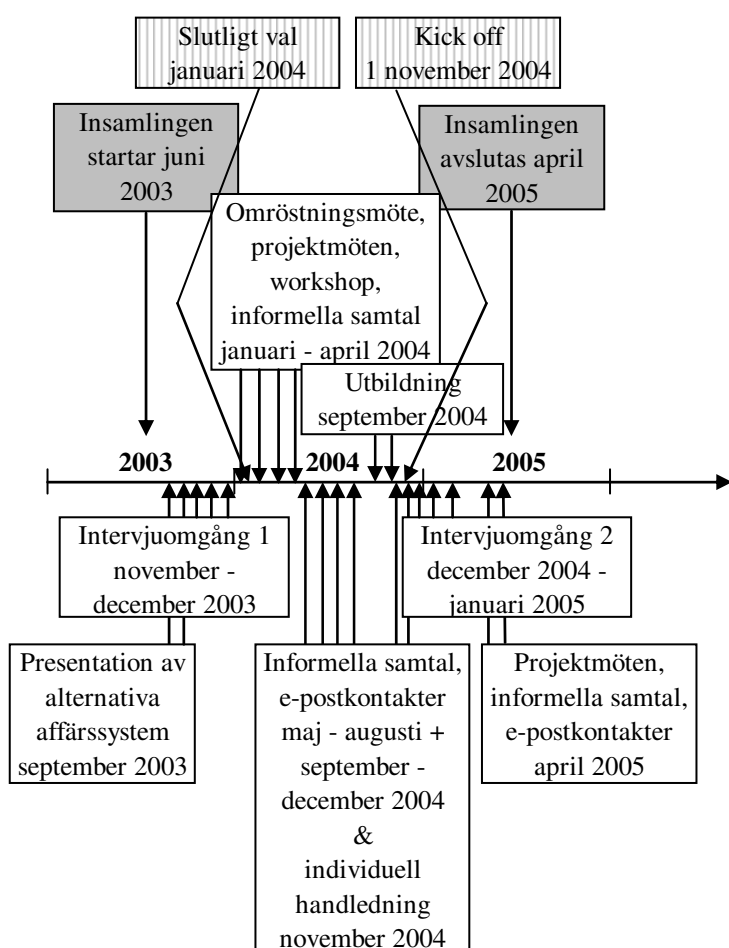 Slutligt val
januari 2004
Kick off
1 november 2004
Insamlingen
startar juni
2003
Insamlingen
avslutas april
2005
Omröstningsmöte,
projektmöten,
workshop,
informella samtal
januari - april 2004
Utbildning
september 2004
2003
2004
2005
Intervjuomgång 1
november -
december 2003
Intervjuomgång 2
december 2004 -
januari 2005
Presentation av
alternativa
affärssystem
september 2003
Informella samtal,
e-postkontakter
maj - augusti +
september -
december 2004
&
individuell
handledning
november 2004
Projektmöten,
informella samtal,
e-postkontakter
april 2005